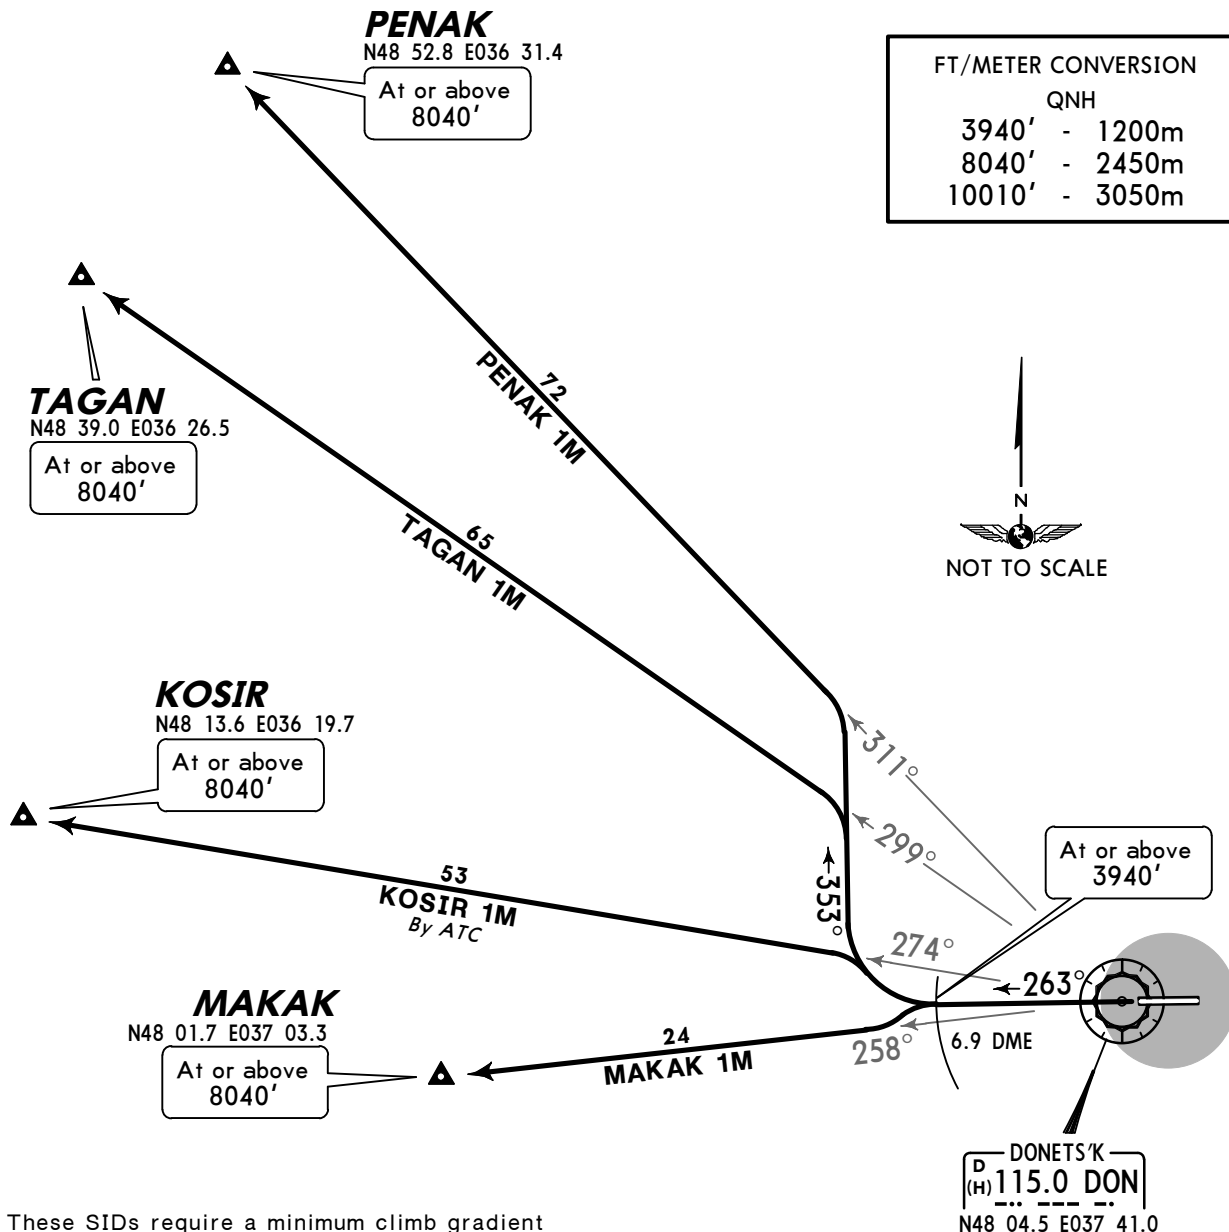 PENAK
N48 52.8 E036 31.4
At or above
8040'
FT/METER CONVERSION
QNH
3940' - 1200m
8040' - 2450m
10010' - 3050m
TAGAN
N48 39.0 E036 26.5
At or above
8040'
72
PENAK 1M
65
TAGAN 1M
N
NOT TO SCALE
KOSIR
N48 13.6 E036 19.7
At or above
8040'
311°
299°
353°
At or above
3940'
53
KOSIR 1M
By ATC
274°
263°
MAKAK
N48 01.7 E037 03.3
At or above
8040'
24
MAKAK 1M
258°
6.9 DME
DONETS'K
D
(H) 115.0 DON
N48 04.5 E037 41.0
These SIDs require a minimum climb gradient